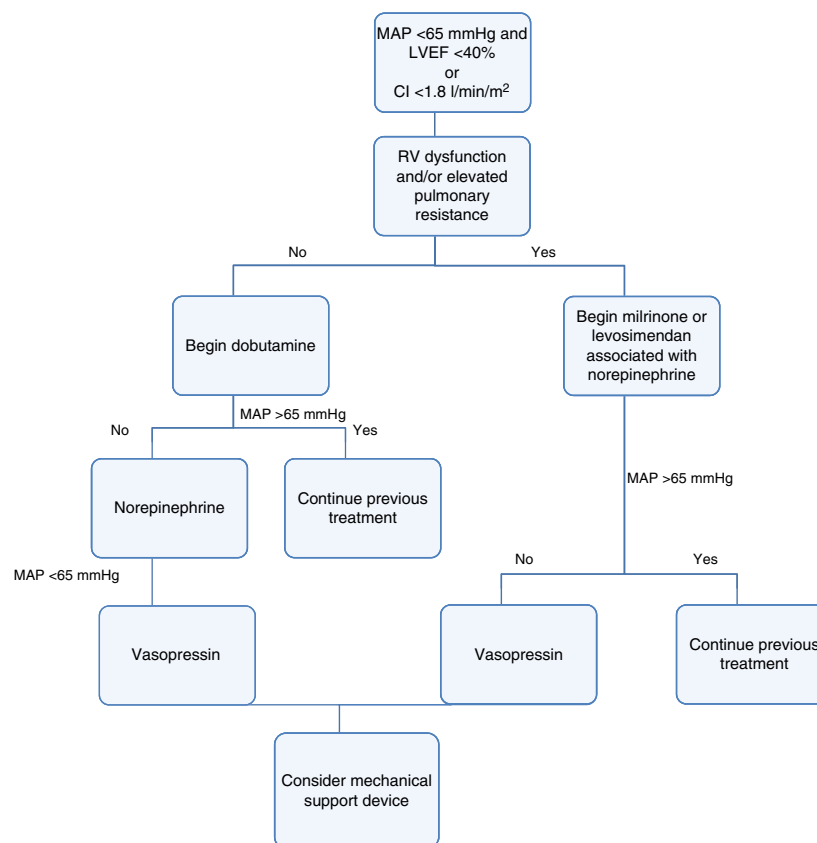 MAP <65 mmHg and
LVEF <40%
or
CI <1.8 l/min/m²
RV dysfunction
and/or elevated
pulmonary
resistance
No
Yes
Begin dobutamine
Begin milrinone or
levosimendan
associated with
norepinephrine
MAP >65 mmHg
No
Yes
Norepinephrine
Continue previous
treatment
MAP >65 mmHg
MAP <65 mmHg
No
Yes
Vasopressin
Vasopressin
Continue previous
treatment
Consider mechanical
support device